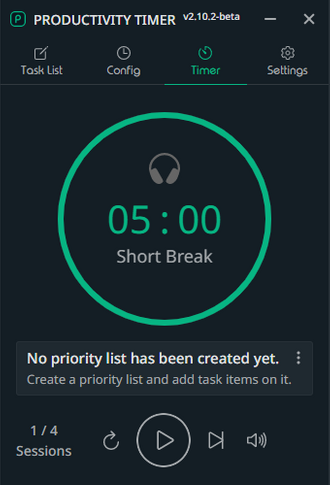 PRODUCTIVITY TIMER v2.10.2-beta
Task List Config Timer Settings
05 : 00
Short Break
No priority list has been created yet.
Create a priority list and add task items on it.
1 / 4
Sessions